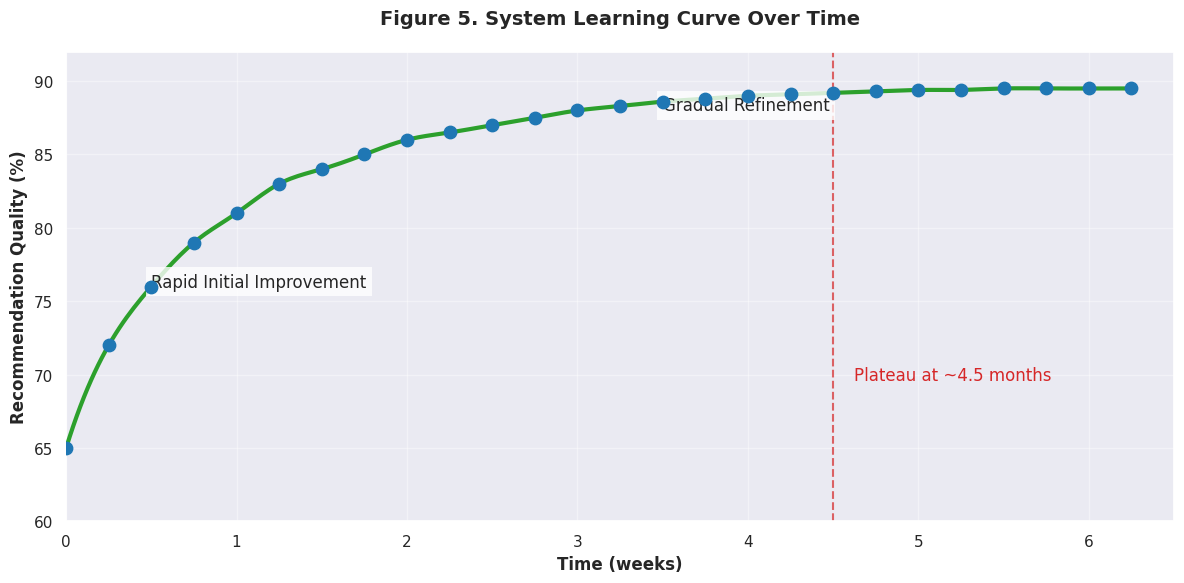 Figure 5. System Learning Curve Over Time
Recommendation Quality (%)
90
85
80
75
70
65
60
Gradual Refinement
Rapid Initial Improvement
Plateau at ~4.5 months
0 1 2 3 4 5 6
Time (weeks)